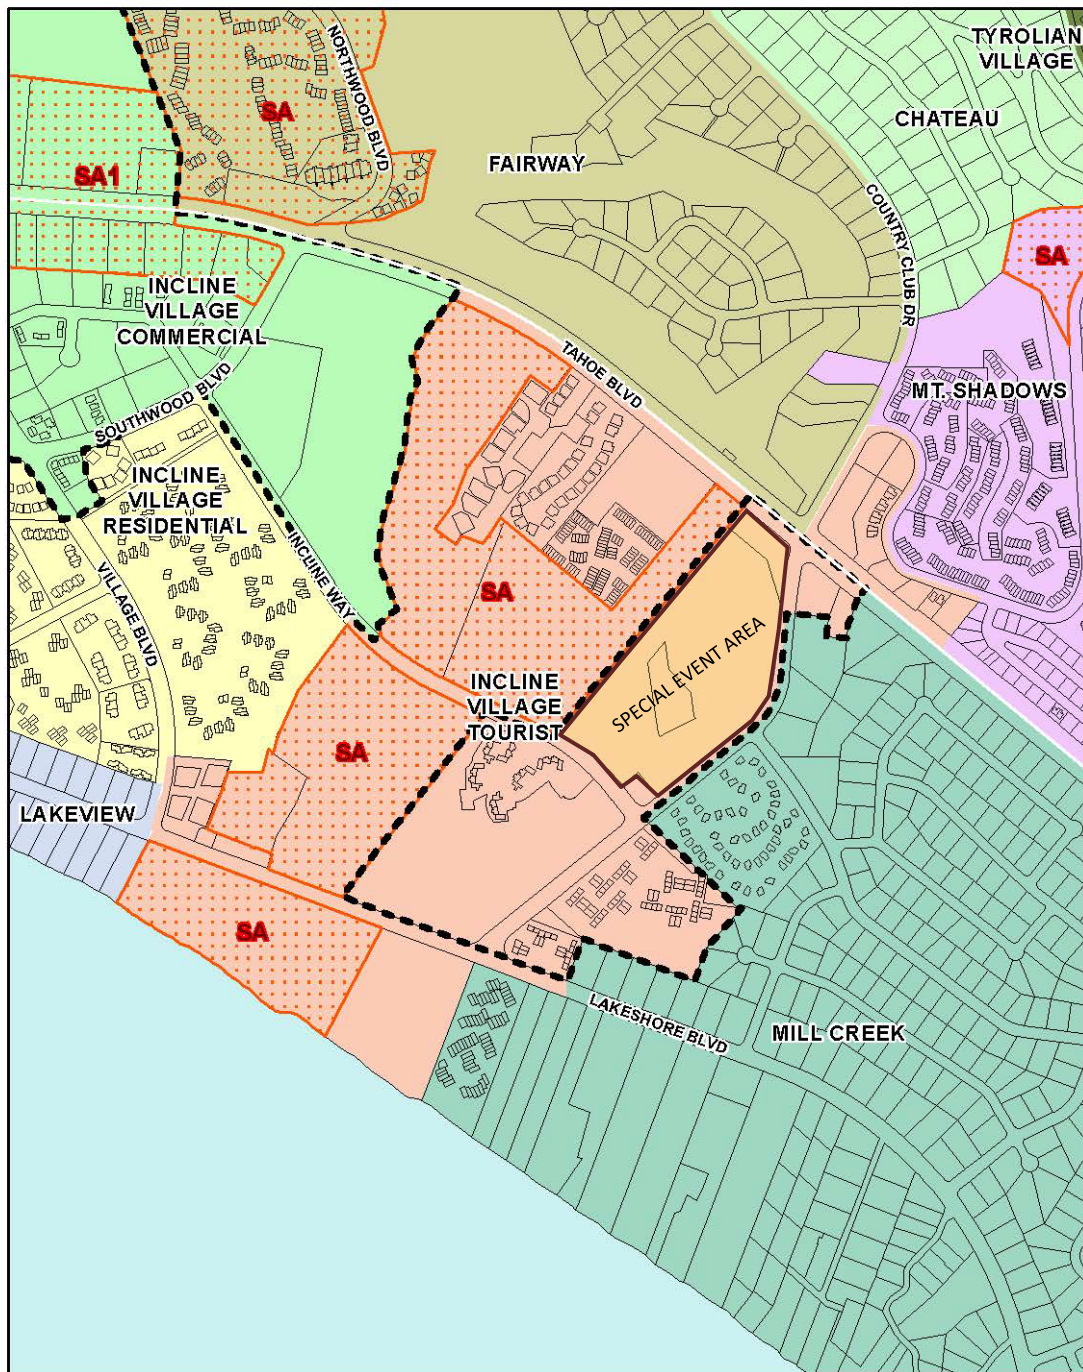 TYROLIAN
VILLAGE
NORTHWOOD BLVD
SA
CHATEAU
FAIRWAY
SA1
COUNTRY CLUB DR
SA
INCLINE
VILLAGE
COMMERCIAL
TAHOE BLVD
MT. SHADOWS
SOUTHWOOD BLVD
INCLINE
VILLAGE
RESIDENTIAL
INCLINE WAY
VILLAGE BLVD
SA
SPECIAL EVENT AREA
INCLINE
VILLAGE
TOURIST
SA
LAKEVIEW
SA
LAKESHORE BLVD
MILL CREEK